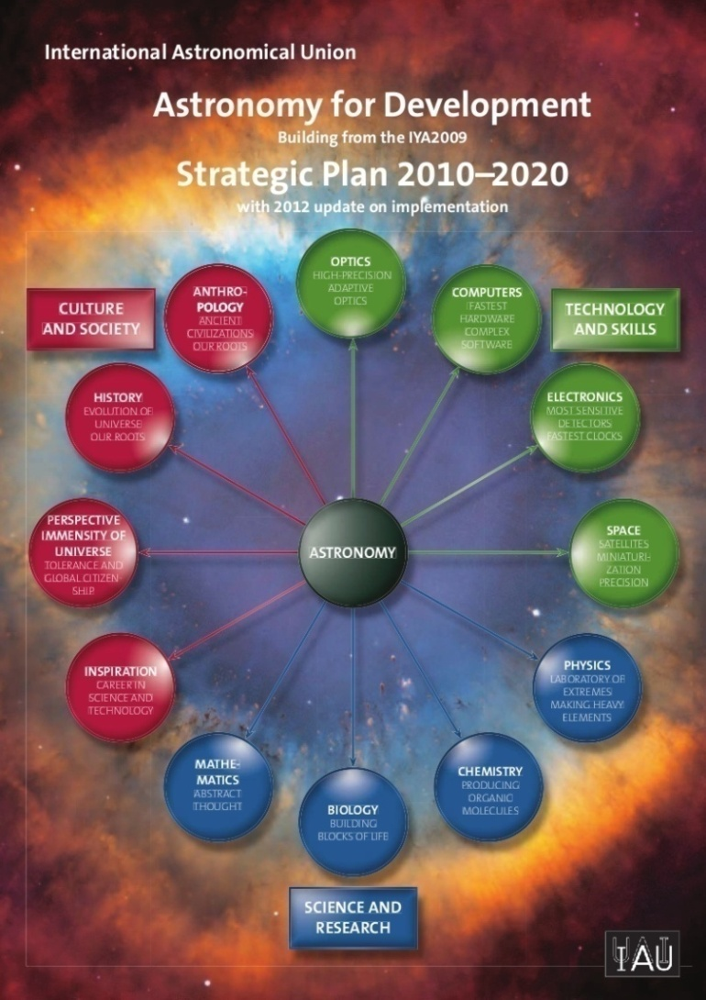 International Astronomical Union
Astronomy for Development
Building from the IYA2009
Strategic Plan 2010–2020
with 2012 update on implementation
CULTURE
AND SOCIETY
ANTHRO-
POLOGY
ANCIENT
CIVILIZATIONS
OUR ROOTS
OPTICS
HIGH-PRECISION
ADAPTIVE
OPTICS
COMPUTERS
FASTEST
HARDWARE
COMPLEX
SOFTWARE
TECHNOLOGY
AND SKILLS
HISTORY
EVOLUTION OF
UNIVERSE
OUR ROOTS
ELECTRONICS
MOST SENSITIVE
DETECTORS
FASTEST CLOCKS
PERSPECTIVE
IMMENSITY OF
UNIVERSE
TOLERANCE AND
GLOBAL CITIZEN
SHIP
ASTRONOMY
SPACE
SATELLITES
MINIATURI-
ZATION
PRECISION
INSPIRATION
CAREER IN
SCIENCE AND
TECHNOLOGY
PHYSICS
LABORATORY OF
EXTREMES
MAKING HEAVY
ELEMENTS
MATHE-
MATICS
ABSTRACT
THOUGHT
BIOLOGY
BUILDING
BLOCKS OF LIFE
CHEMISTRY
PRODUCING
ORGANIC
MOLECULES
SCIENCE AND
RESEARCH
IAU